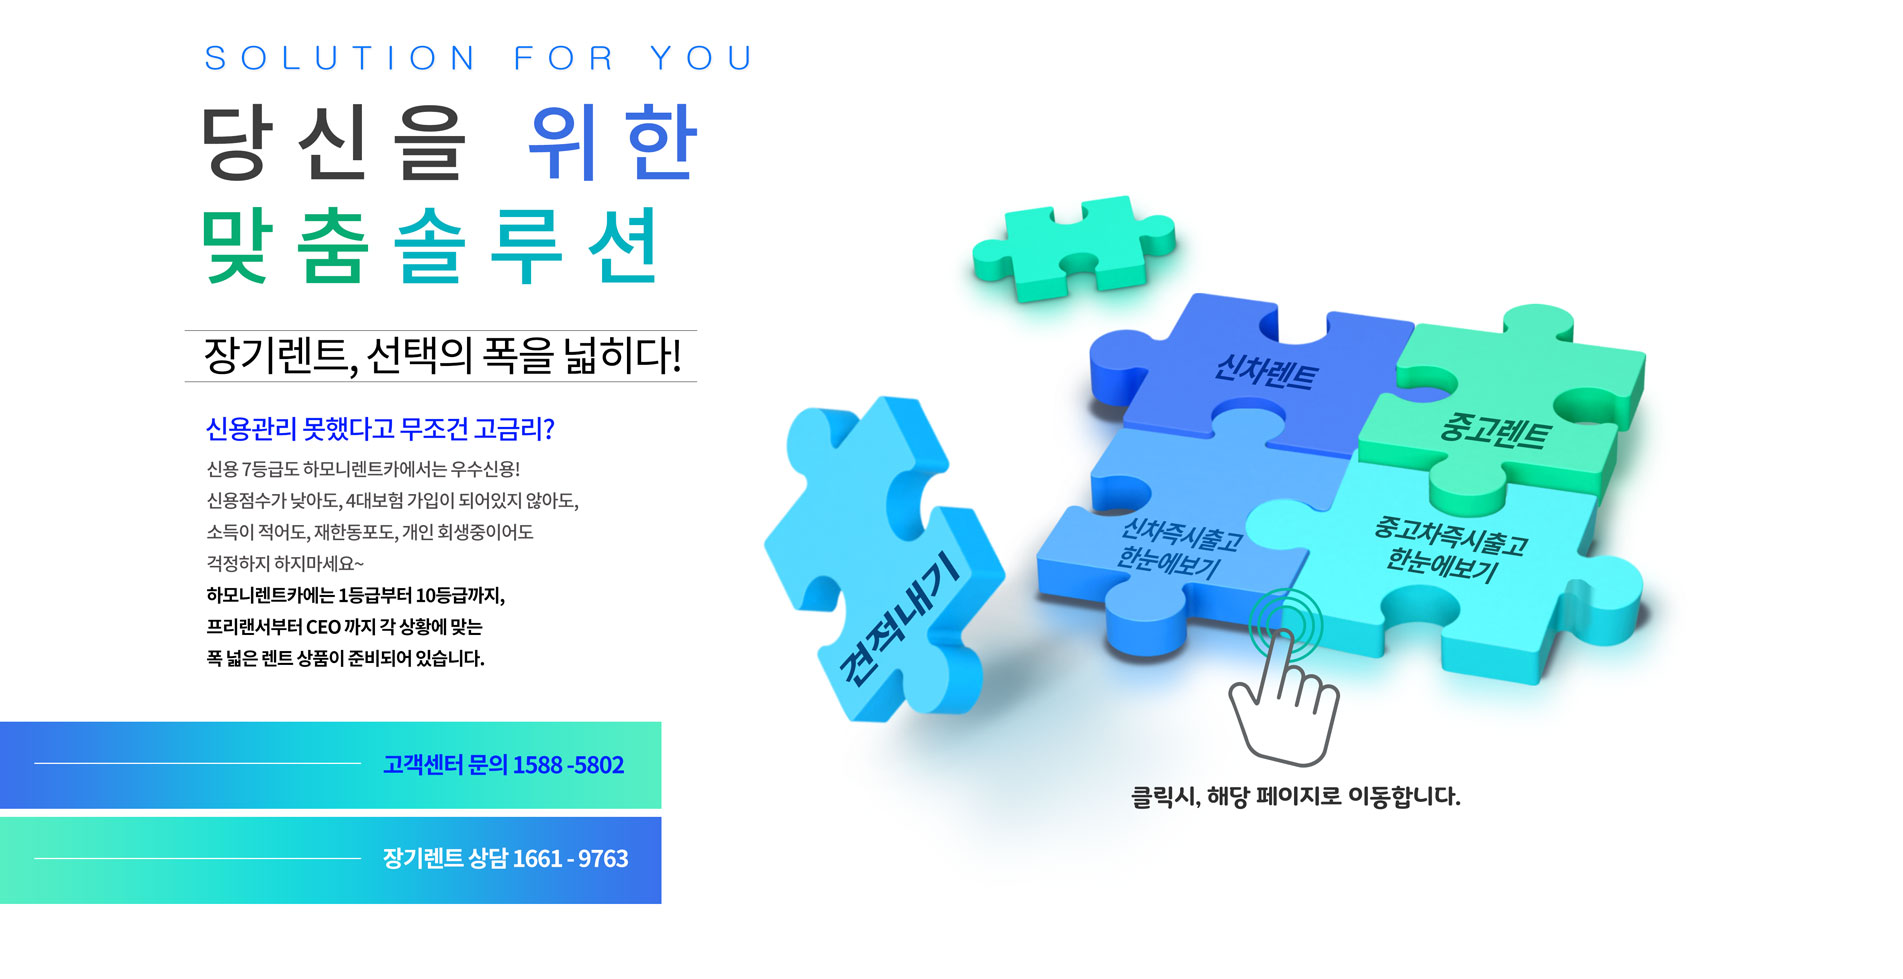 SOLUTION FOR YOU
당신을 위한
맞춤솔루션
장기렌트, 선택의 폭을 넓히다!
신용관리 못했다고 무조건 고금리?
신용 7등급도 하모니렌트카에서는 우수신용!
신용점수가 낮아도, 4대보험 가입이 되어있지 않아도,
소득이 적어도, 재한동포도, 개인 회생중이어도
걱정하지 하지마세요~
하모니렌트카에는 1등급부터 10등급까지,
프리랜서부터 CEO 까지 각 상황에 맞는
폭 넓은 렌트 상품이 준비되어 있습니다.
고객센터 문의 1588 -5802
장기렌트 상담 1661 - 9763
신차렌트
중고렌트
신차즉시출고
한눈에보기
중고차즉시출고
한눈에보기
견적내기
클릭시, 해당 페이지로 이동합니다.